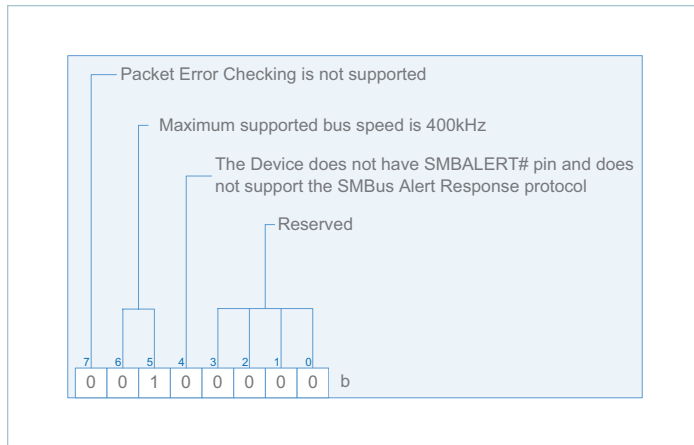 Packet Error Checking is not supported
Maximum supported bus speed is 400kHz
The Device does not have SMBALERT# pin and does
not support the SMBus Alert Response protocol
Reserved
7 6 5 4 3 2 1 0
0 0 1 0 0 0 0 0 b